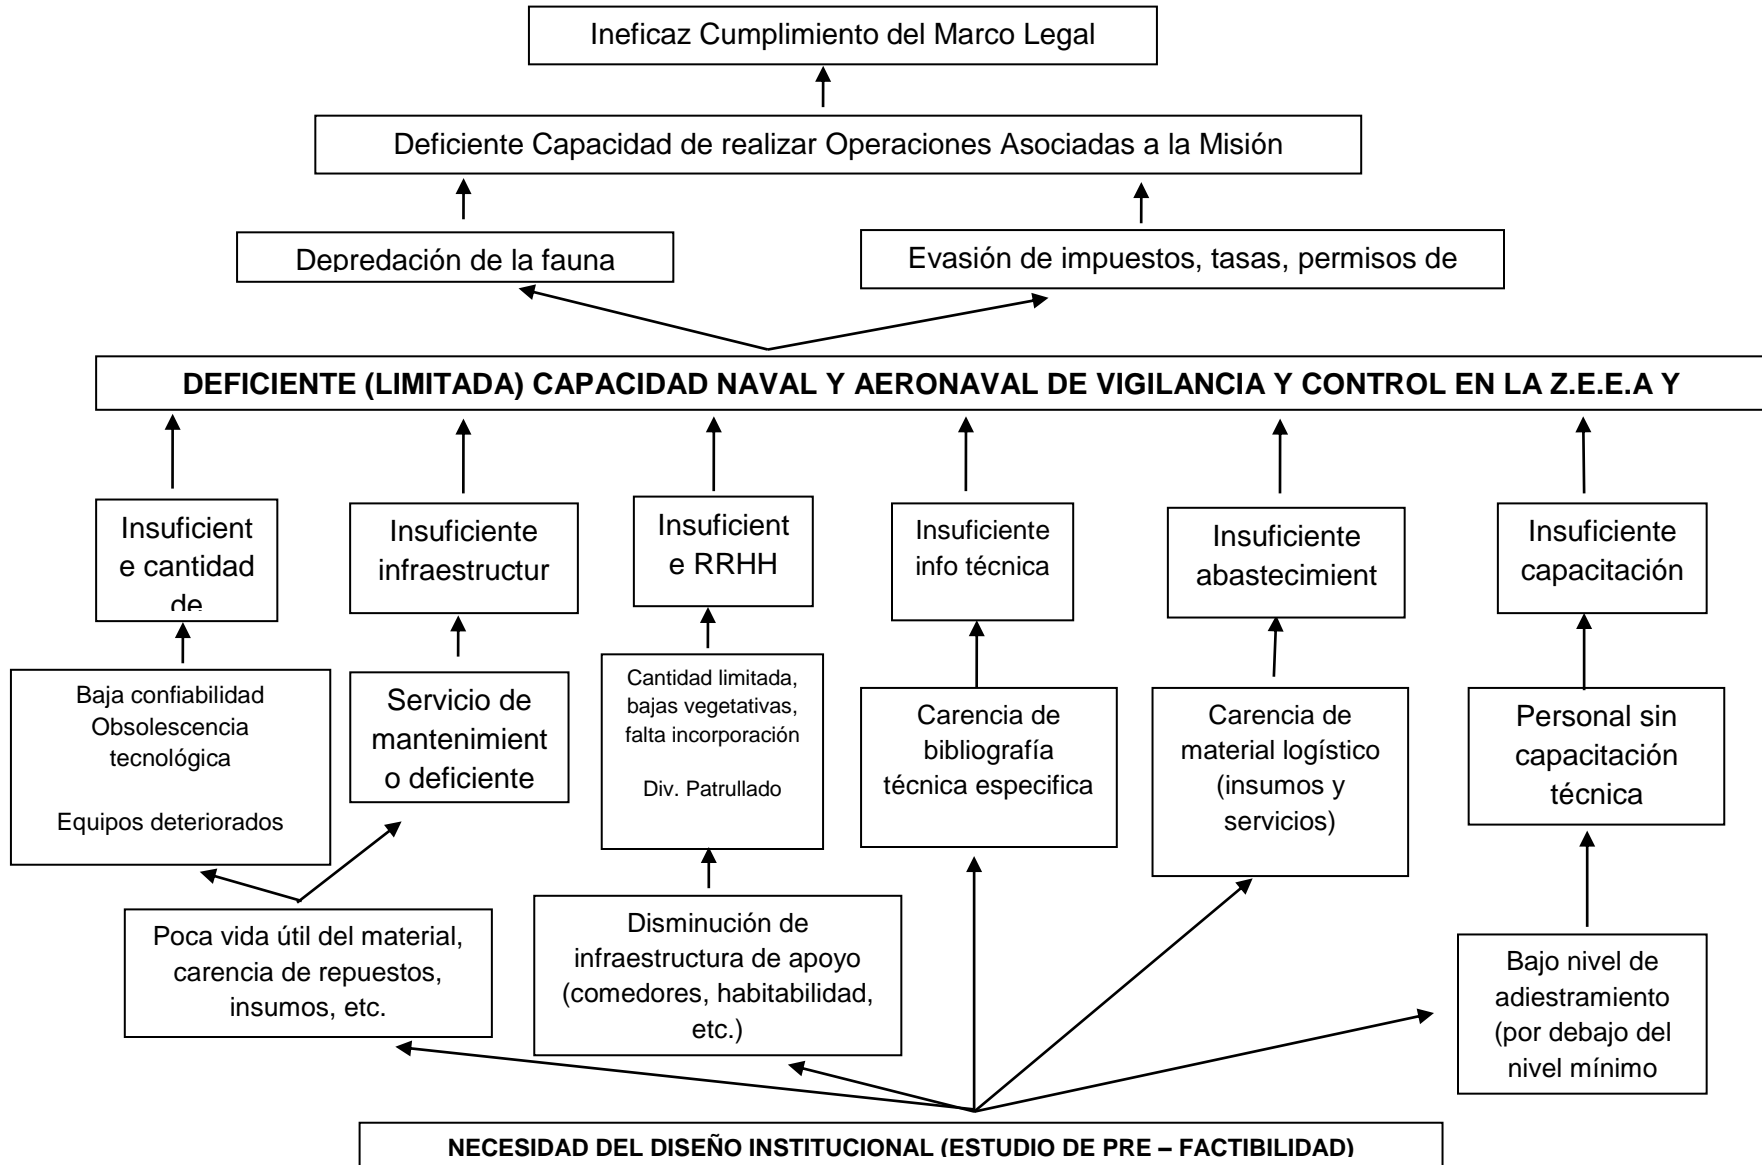 Ineficaz Cumplimiento del Marco Legal
Deficiente Capacidad de realizar Operaciones Asociadas a la Misión
Depredación de la fauna
Evasión de impuestos, tasas, permisos de
DEFICIENTE (LIMITADA) CAPACIDAD NAVAL Y AERONAVAL DE VIGILANCIA Y CONTROL EN LA Z.E.E.A Y
Insuficient
e cantidad
de
Insuficiente
infraestructur
Insuficient
e RRHH
Insuficiente
info técnica
Insuficiente
abastecimient
Insuficiente
capacitación
Baja confiabilidad
Obsolescencia
tecnológica
Equipos deteriorados
Servicio de
mantenimient
o deficiente
Cantidad limitada,
bajas vegetativas,
falta incorporación
Div. Patrullado
Carencia de
bibliografía
técnica especifica
Carencia de
material logístico
(insumos y
servicios)
Personal sin
capacitación
técnica
Poca vida útil del material,
carencia de repuestos,
insumos, etc.
Disminución de
infraestructura de apoyo
(comedores, habitabilidad,
etc.)
Bajo nivel de
adiestramiento
(por debajo del
nivel mínimo
NECESIDAD DEL DISEÑO INSTITUCIONAL (ESTUDIO DE PRE – FACTIBILIDAD)